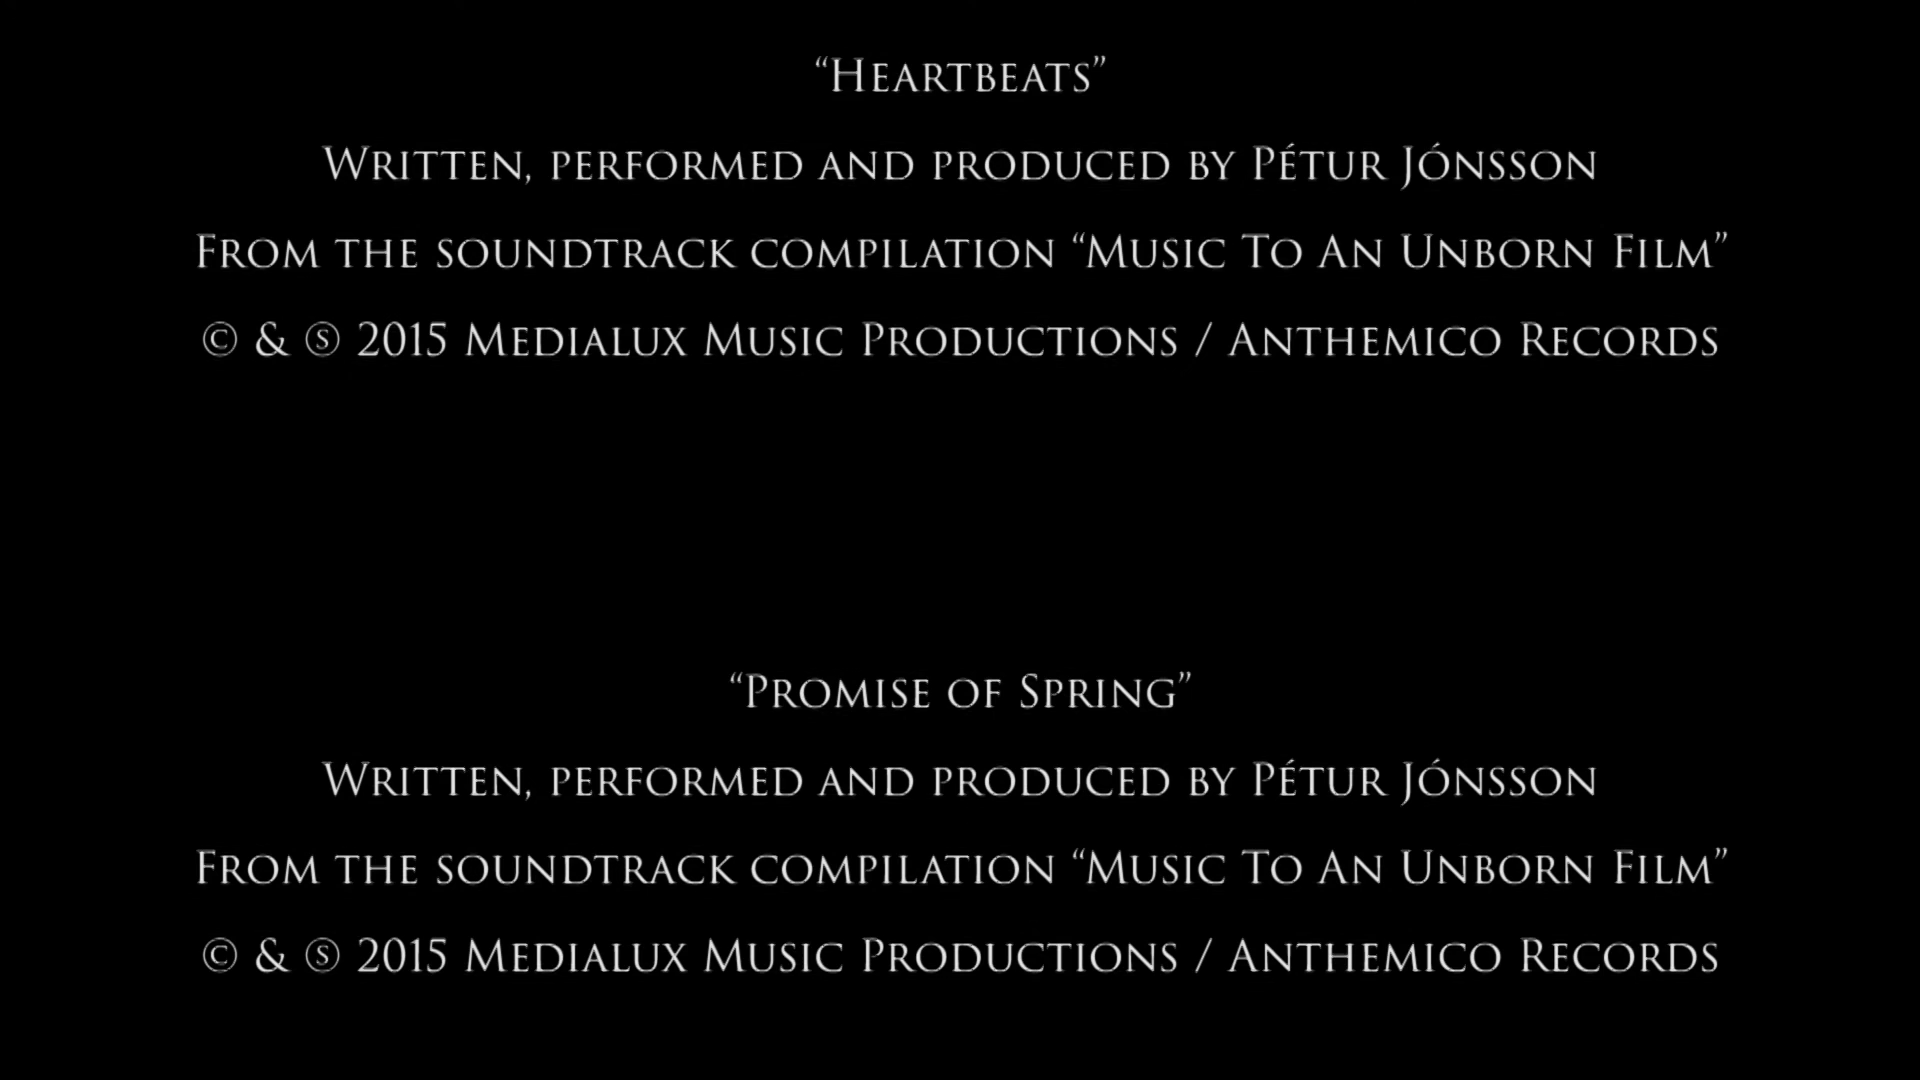 “Heartbeats”
Written, performed and produced by Pétur Jónsson
From the soundtrack compilation “Music To An Unborn Film”
© & Ⓢ 2015 Medialux Music Productions / Anthemico Records
“Promise of Spring”
Written, performed and produced by Pétur Jónsson
From the soundtrack compilation “Music To An Unborn Film”
© & Ⓢ 2015 Medialux Music Productions / Anthemico Records